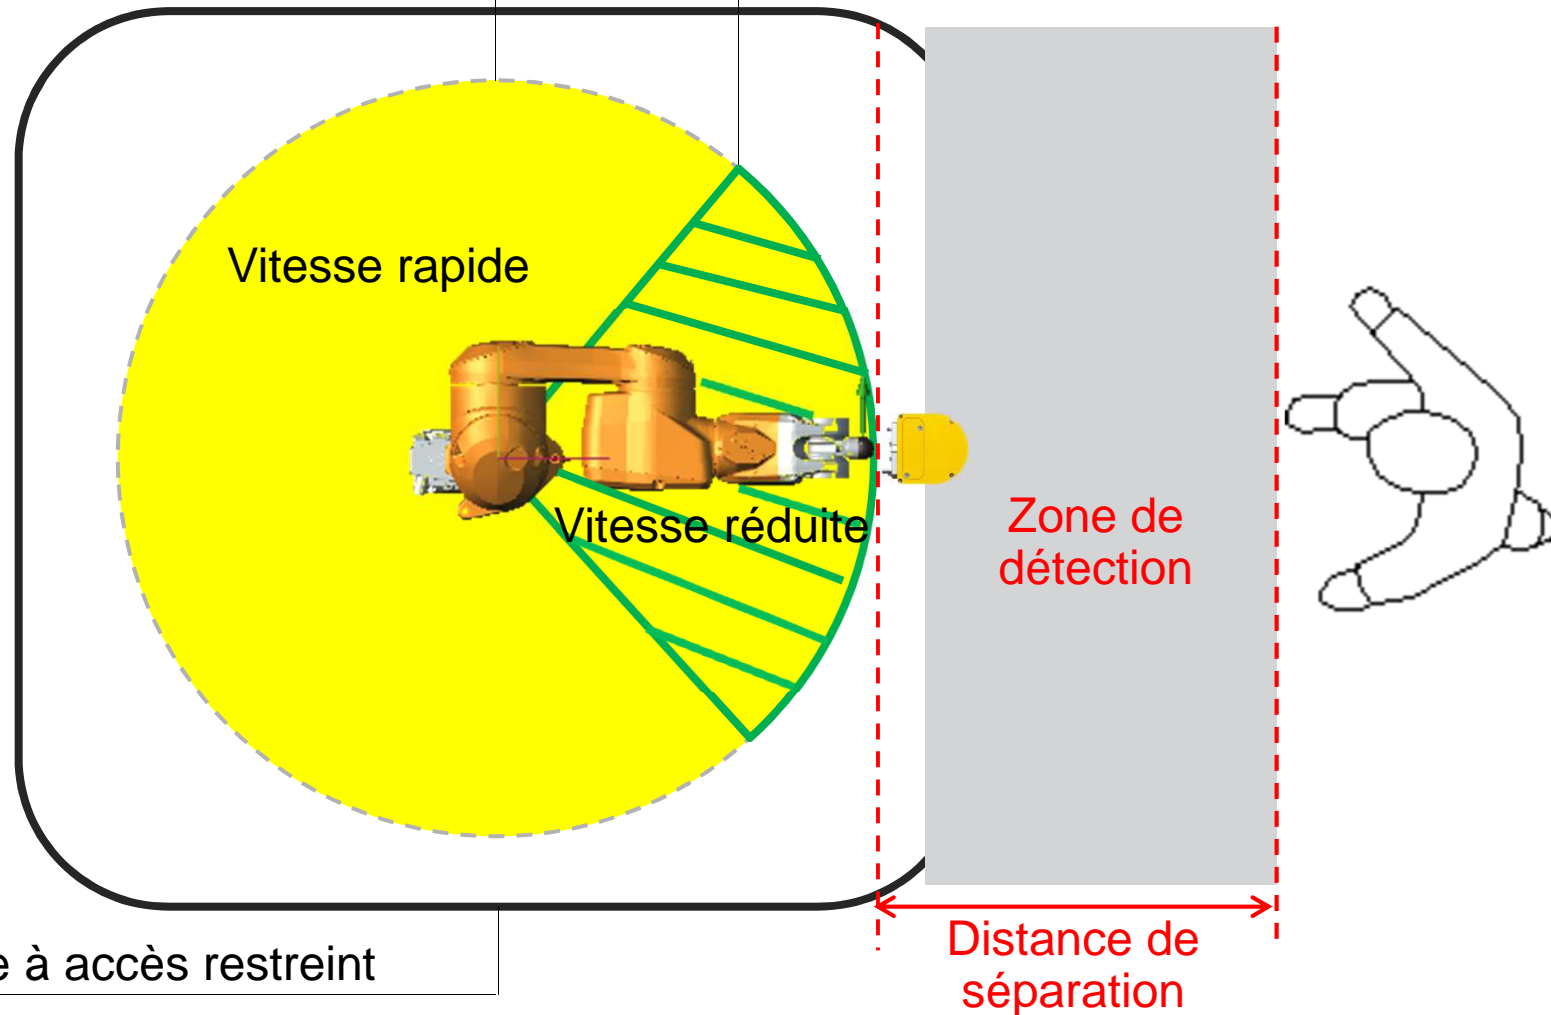 Vitesse rapide
Vitesse réduite
Zone de
détection
Distance de
séparation
à accès restreint